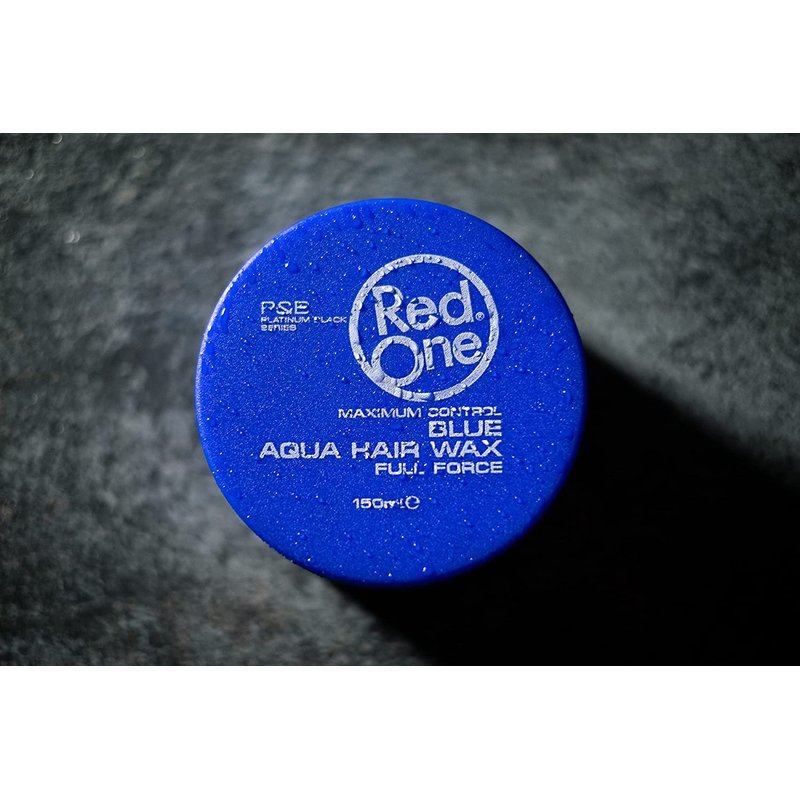 P&B
PLATINUM BLACK
SERIES
Red
One
MAXIMUM CONTROL
BLUE
AQUA HAIR WAX
FULL FORCE
150ml e